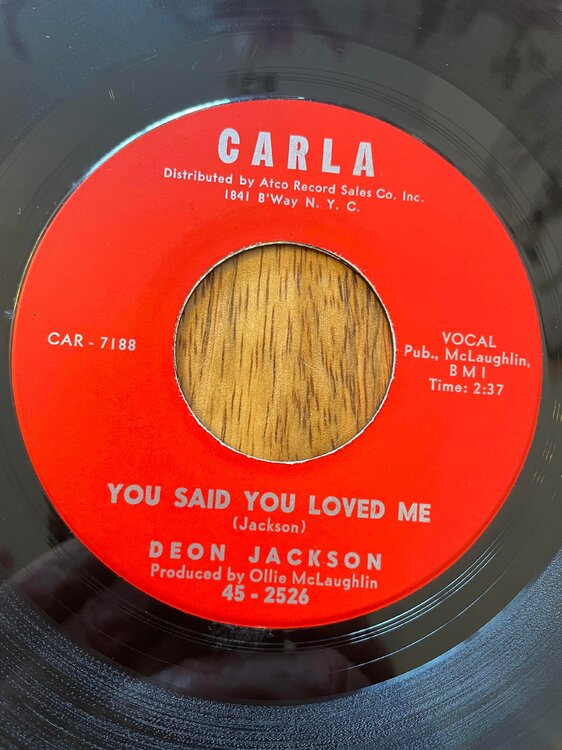 CARLA
Distributed by Atco Record Sales Co. Inc.
1841 B'Way N. Y. C.
CAR - 7188
VOCAL
Pub., McLaughlin,
B M I
Time: 2:37
YOU SAID YOU LOVED ME
(Jackson)
DEON JACKSON
Produced by Ollie McLaughlin
45 - 2526